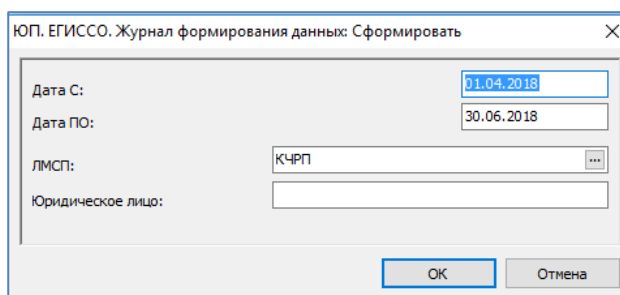 ЮП. ЕГИССО. Журнал формирования данных: Сформировать
Дата С: 01.04.2018
Дата ПО: 30.06.2018
ЛМСП: КЧРП ...
Юридическое лицо:
ОК Отмена